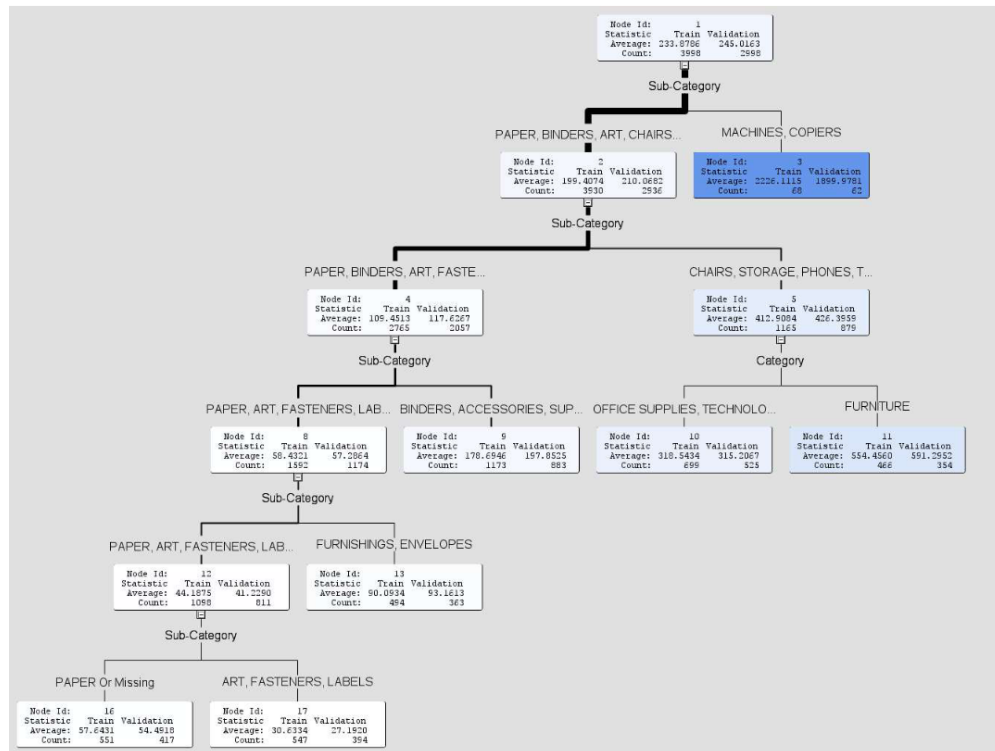 Node Id: 1
Statistic Train Validation
Average: 233.8786 245.0163
Count: 3998 2998
Sub-Category
PAPER, BINDERS, ART, CHAIRS...
MACHINES, COPIERS
Node Id: 2
Statistic Train Validation
Average: 199.4074 210.0682
Count: 3930 2936
Node Id: 3
Statistic Train Validation
Average: 2226.1115 1899.9781
Count: 68 62
Sub-Category
PAPER, BINDERS, ART, FASTE...
CHAIRS, STORAGE, PHONES, T...
Node Id: 4
Statistic Train Validation
Average: 109.4513 117.6267
Count: 2765 2057
Node Id: 5
Statistic Train Validation
Average: 412.9084 426.3959
Count: 1165 879
Sub-Category
Category
PAPER, ART, FASTENERS, LAB...
BINDERS, ACCESSORIES, SUP...
OFFICE SUPPLIES, TECHNOLO...
FURNITURE
Node Id: 8
Statistic Train Validation
Average: 58.4321 57.2864
Count: 1592 1174
Node Id: 9
Statistic Train Validation
Average: 178.6946 197.8525
Count: 1173 883
Node Id: 10
Statistic Train Validation
Average: 318.5434 315.2067
Count: 699 525
Node Id: 11
Statistic Train Validation
Average: 554.4560 591.2952
Count: 466 354
Sub-Category
PAPER, ART, FASTENERS, LAB...
FURNISHINGS, ENVELOPES
Node Id: 12
Statistic Train Validation
Average: 44.1875 41.2290
Count: 1098 811
Node Id: 13
Statistic Train Validation
Average: 90.0934 93.1613
Count: 494 363
Sub-Category
PAPER Or Missing
ART, FASTENERS, LABELS
Node Id: 16
Statistic Train Validation
Average: 57.6431 54.4918
Count: 551 417
Node Id: 17
Statistic Train Validation
Average: 30.6334 27.1920
Count: 547 394